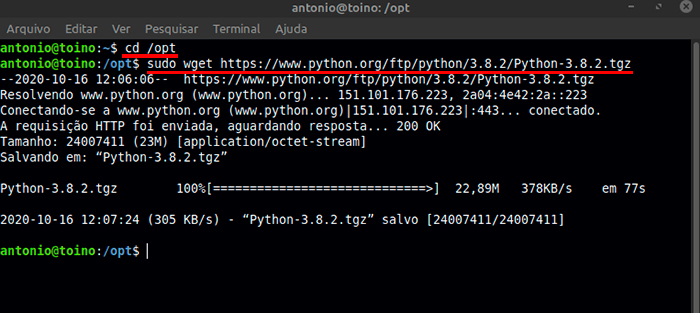 antonio@toino: /opt
Arquivo Editar Ver Pesquisar Terminal Ajuda
antonio@toino:~$ cd /opt
antonio@toino:/opt$ sudo wget https://www.python.org/ftp/python/3.8.2/Python-3.8.2.tgz
--2020-10-16 12:06:06-- https://www.python.org/ftp/python/3.8.2/Python-3.8.2.tgz
Resolvendo www.python.org (www.python.org)... 151.101.176.223, 2a04:4e42:2a::223
Conectando-se a www.python.org (www.python.org)|151.101.176.223|:443... conectado.
A requisição HTTP foi enviada, aguardando resposta... 200 OK
Tamanho: 24007411 (23M) [application/octet-stream]
Salvando em: “Python-3.8.2.tgz”
Python-3.8.2.tgz 100%[============================>] 22,89M 378KB/s em 77s
2020-10-16 12:07:24 (305 KB/s) - “Python-3.8.2.tgz” salvo [24007411/24007411]
antonio@toino:/opt$